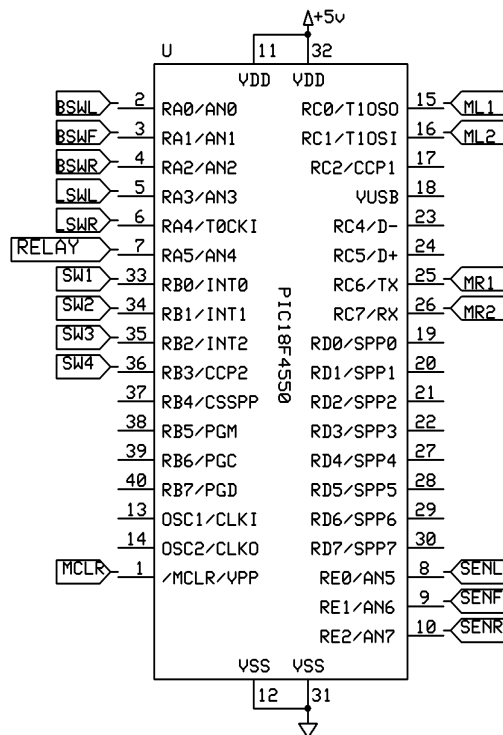 +5v
U 11 32
VDD VDD
BSWL 2 RA0/AN0 RC0/T1OSO 15 ML1
BSWF 3 RA1/AN1 RC1/T1OSI 16 ML2
BSWR 4 RA2/AN2 RC2/CCP1 17
LSWL 5 RA3/AN3 VUSB 18
LSWR 6 RA4/T0CKI RC4/D- 23
RELAY 7 RA5/AN4 RC5/D+ 24
SW1 33 RB0/INT0 RC6/TX 25 MR1
SW2 34 RB1/INT1 RC7/RX 26 MR2
SW3 35 RB2/INT2 RD0/SPP0 19
SW4 36 RB3/CCP2 RD1/SPP1 20
37 RB4/CSSPP RD2/SPP2 21
38 RB5/PGM RD3/SPP3 22
39 RB6/PGC RD4/SPP4 27
40 RB7/PGD RD5/SPP5 28
13 OSC1/CLKI RD6/SPP6 29
14 OSC2/CLKO RD7/SPP7 30
MCLR 1 /MCLR/VPP RE0/AN5 8 SENL
RE1/AN6 9 SENF
RE2/AN7 10 SENR
PIC18F4550
VSS VSS
12 31